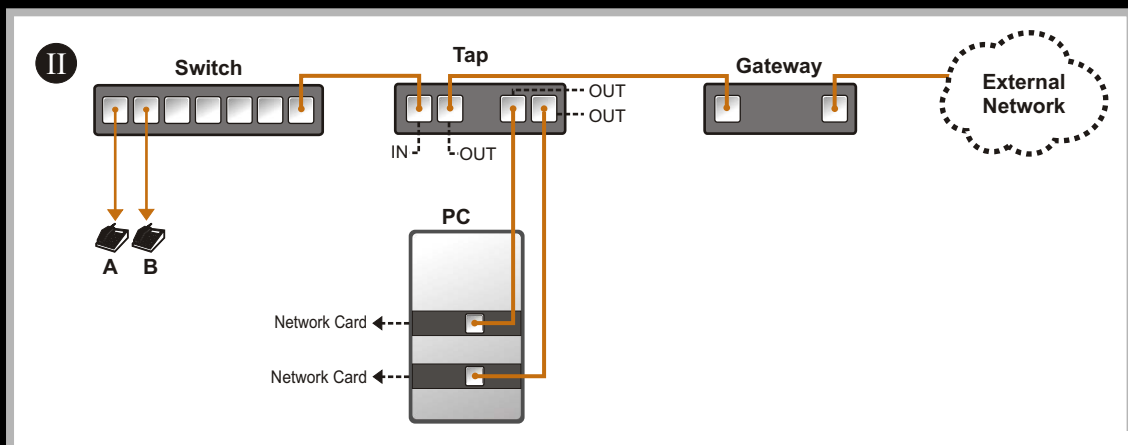 II
Switch
Tap
Gateway
External
Network
OUT
OUT
IN
OUT
A
B
PC
Network Card
Network Card